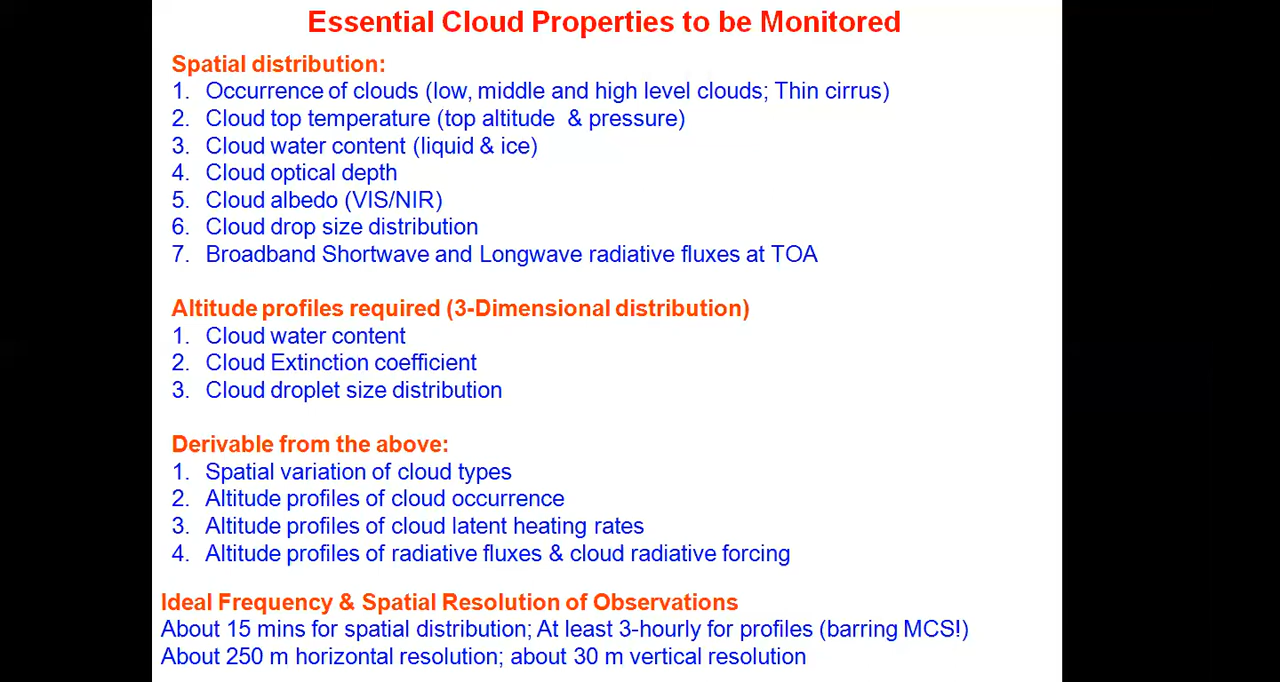 Essential Cloud Properties to be Monitored
Spatial distribution:
1. Occurrence of clouds (low, middle and high level clouds; Thin cirrus)
2. Cloud top temperature (top altitude & pressure)
3. Cloud water content (liquid & ice)
4. Cloud optical depth
5. Cloud albedo (VIS/NIR)
6. Cloud drop size distribution
7. Broadband Shortwave and Longwave radiative fluxes at TOA
Altitude profiles required (3-Dimensional distribution)
1. Cloud water content
2. Cloud Extinction coefficient
3. Cloud droplet size distribution
Derivable from the above:
1. Spatial variation of cloud types
2. Altitude profiles of cloud occurrence
3. Altitude profiles of cloud latent heating rates
4. Altitude profiles of radiative fluxes & cloud radiative forcing
Ideal Frequency & Spatial Resolution of Observations
About 15 mins for spatial distribution; At least 3-hourly for profiles (barring MCS!)
About 250 m horizontal resolution; about 30 m vertical resolution